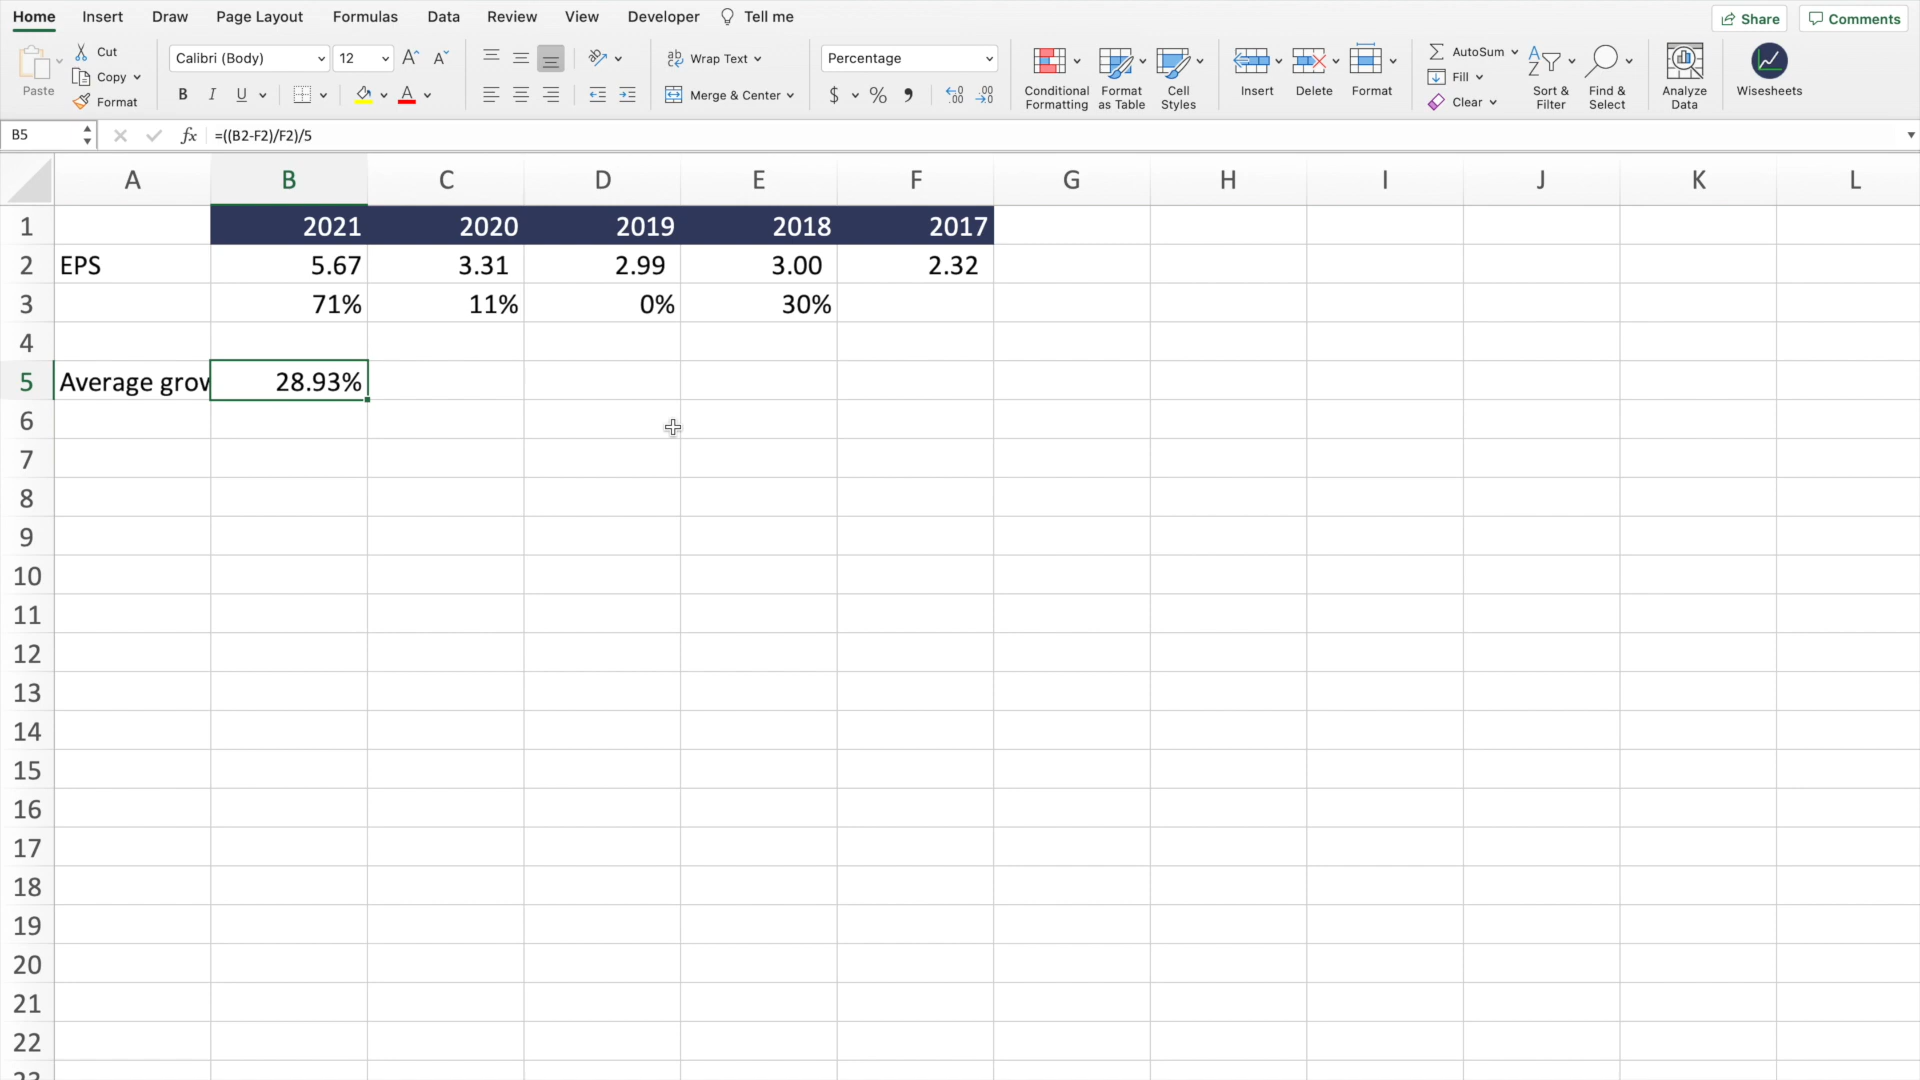 Home Insert Draw Page Layout Formulas Data Review View Developer Tell me Share Comments
Paste Cut Copy Format
Calibri (Body) 12
B I U A
Wrap Text
Merge & Center
Percentage
$ % 9
Conditional Formatting
Format as Table
Cell Styles
Insert Delete Format
AutoSum
Fill
Clear
Sort & Filter
Find & Select
Analyze Data
Wisesheets
B5 fx =((B2-F2)/F2)/5
A B C D E F G H I J K L
1 2021 2020 2019 2018 2017
2 EPS 5.67 3.31 2.99 3.00 2.32
3 71% 11% 0% 30%
4
5 Average grow 28.93%
6
7
8
9
10
11
12
13
14
15
16
17
18
19
20
21
22
23